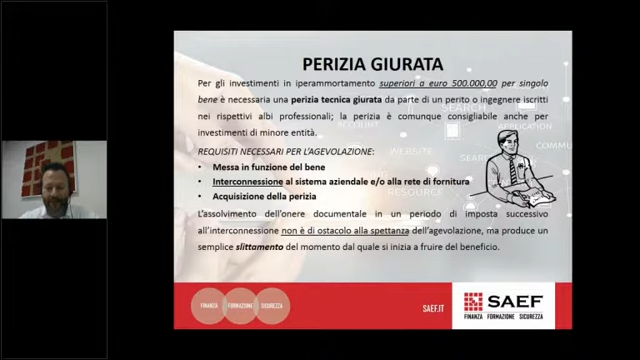 PERIZIA GIURATA
Per gli investimenti in iperammortamento superiori a euro 500.000,00 per singolo
bene è necessaria una perizia tecnica giurata da parte di un perito o ingegnere iscritti
nei rispettivi albi professionali; la perizia è comunque consigliabile anche per
investimenti di minore entità.
REQUISITI NECESSARI PER L'AGEVOLAZIONE:
• Messa in funzione del bene
• Interconnessione al sistema aziendale e/o alla rete di fornitura
• Acquisizione della perizia
L'assolvimento dell'onere documentale in un periodo di imposta successivo
all'interconnessione non è di ostacolo alla spettanza dell'agevolazione, ma produce un
semplice slittamento del momento dal quale si inizia a fruire del beneficio.
SEARCH
APPLICATION
WEBSITE
RESOURCE
FINANZA FORMAZIONE SICUREZZA
SAEF.IT
SAEF
FINANZA FORMAZIONE SICUREZZA